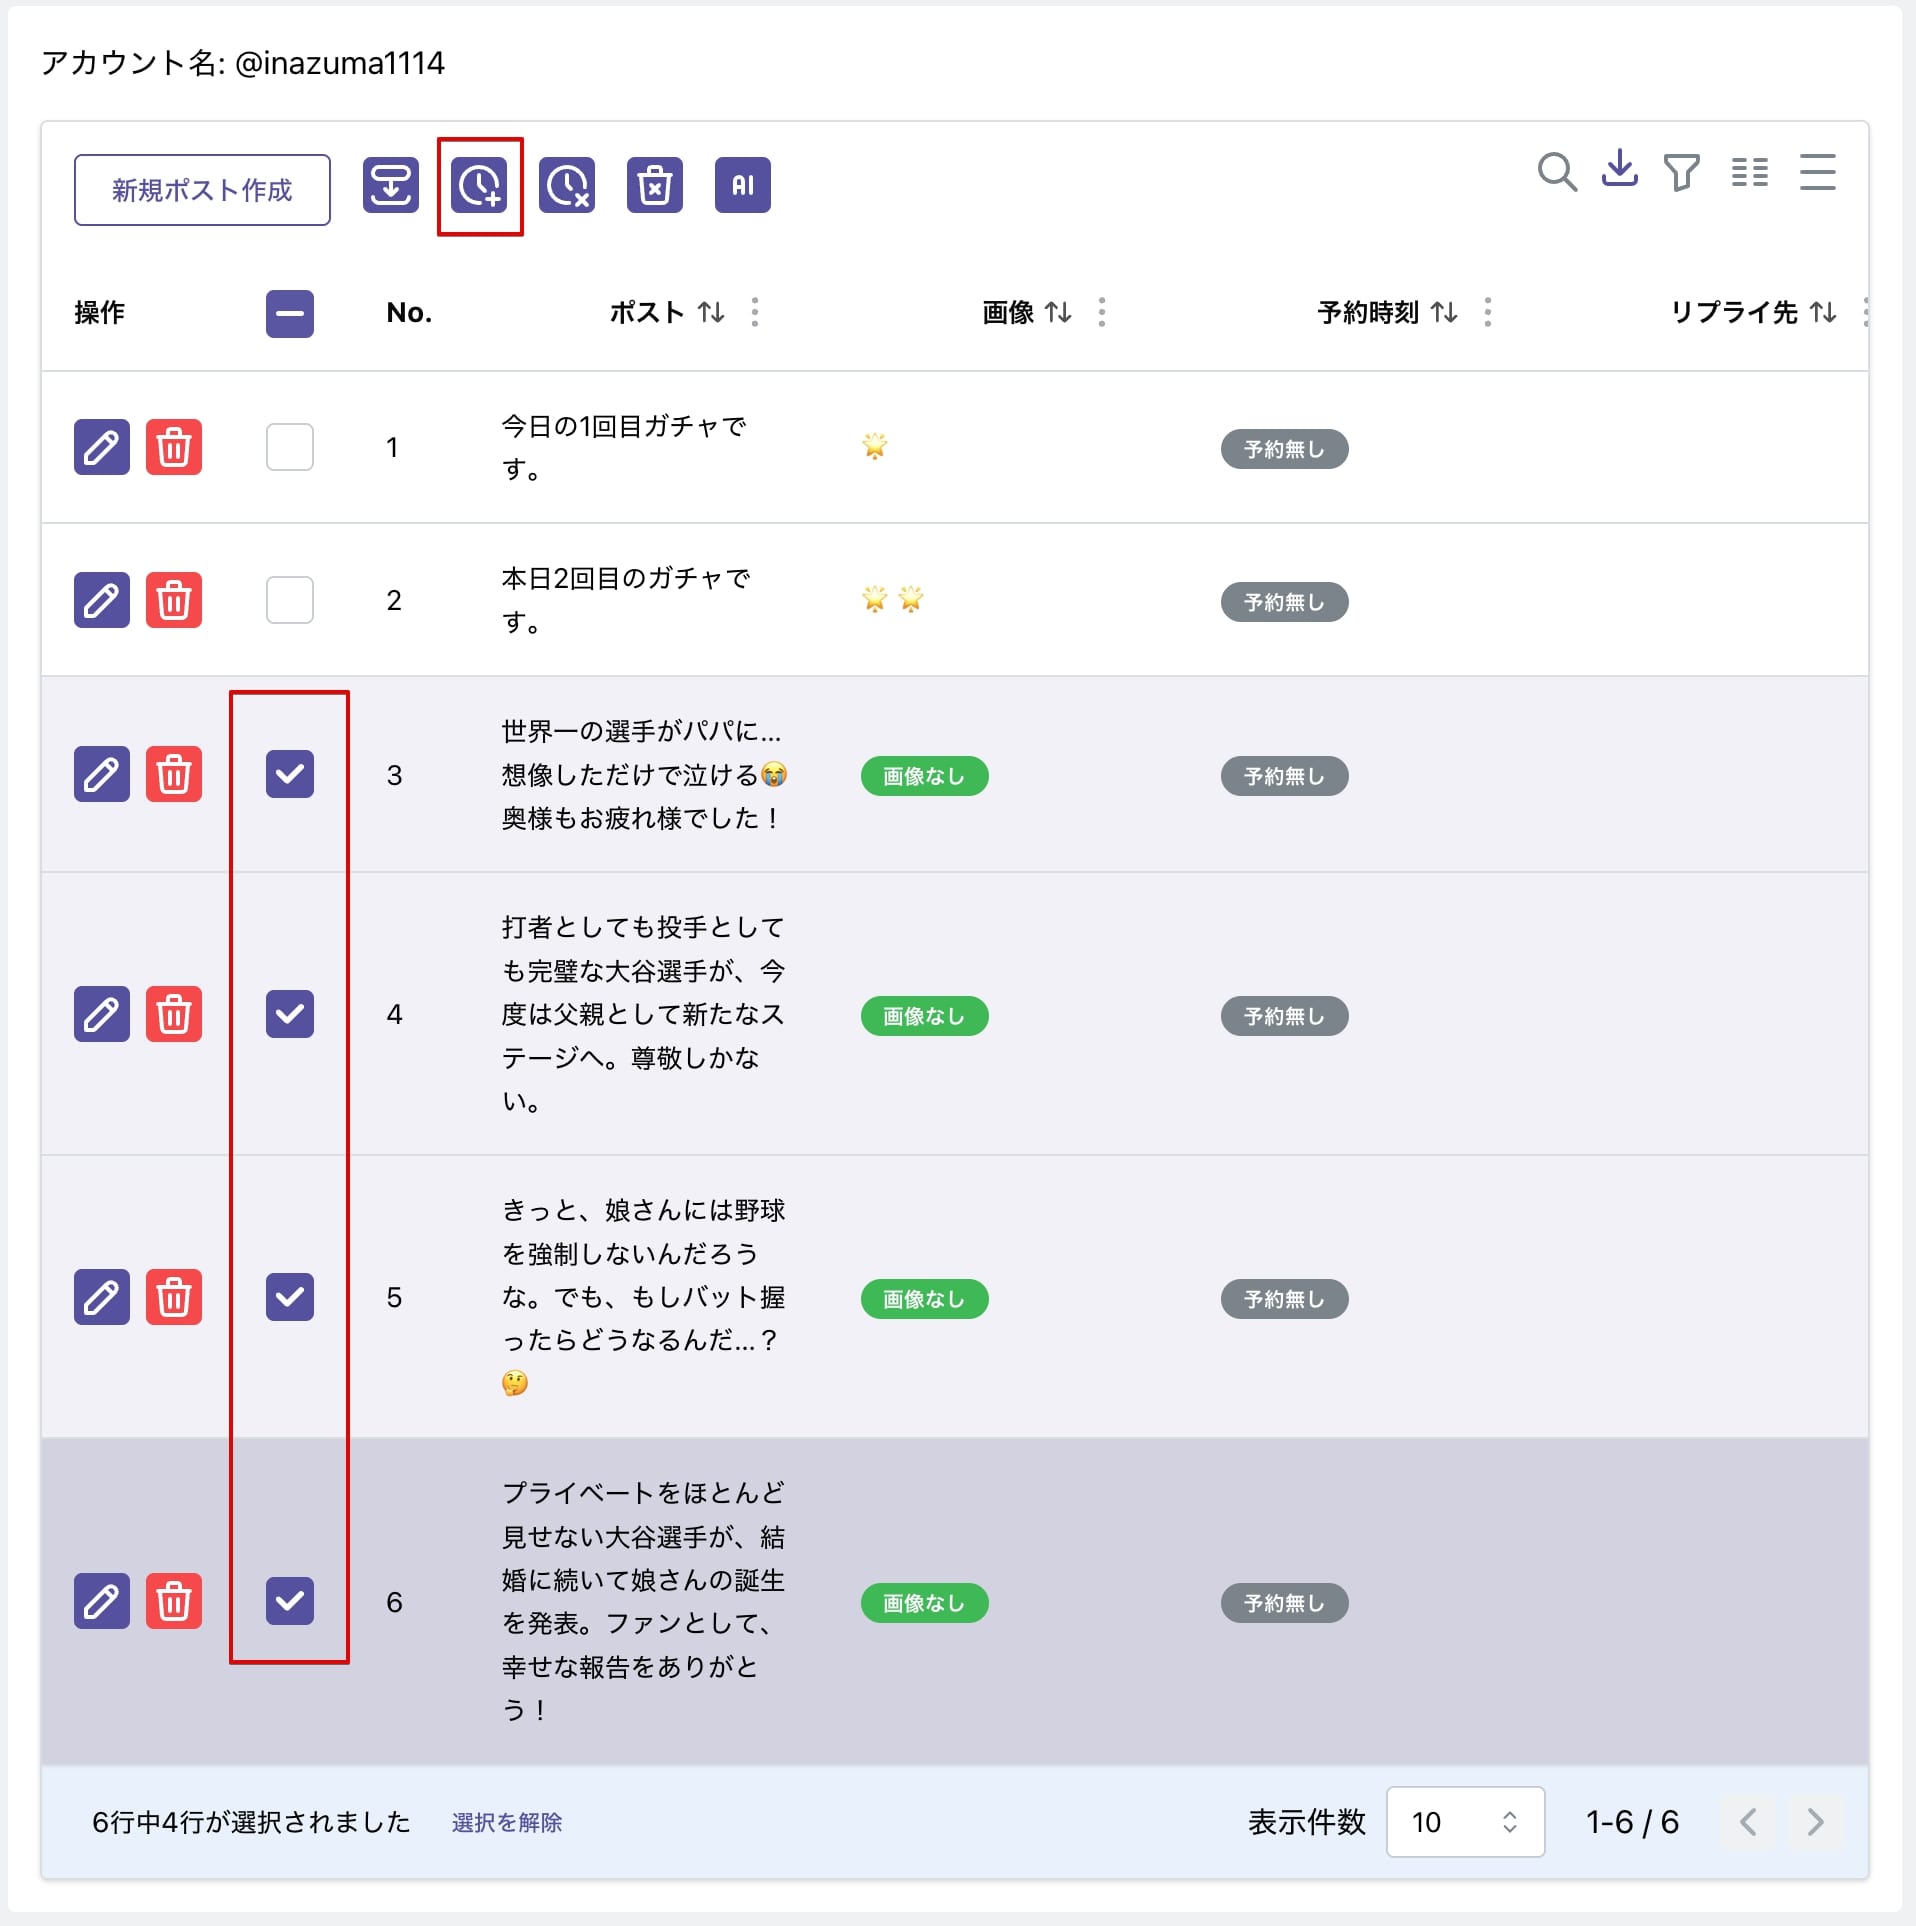 アカウント名: @inazuma1114
新規ポスト作成
AI
操作 No. ポスト 画像 予約時刻 リプライ先
1 今日の1回目ガチャで 🌟 予約無し
す。
2 本日2回目のガチャで 🌟 🌟 予約無し
す。
世界一の選手がパパに…
3 想像しただけで泣ける😭 画像なし 予約無し
奥様もお疲れ様でした！
打者としても投手として
も完璧な大谷選手が、今
4 度は父親として新たなス 画像なし 予約無し
テージへ。尊敬しかな
い。
きっと、娘さんには野球
を強制しないんだろう
5 な。でも、もしバット握 画像なし 予約無し
ったらどうなるんだ…？
🤔
プライベートをほとんど
見せない大谷選手が、結
婚に続いて娘さんの誕生
6 を発表。ファンとして、 画像なし 予約無し
幸せな報告をありがと
う！
6行中4行が選択されました 選択を解除 表示件数 10 1-6 / 6